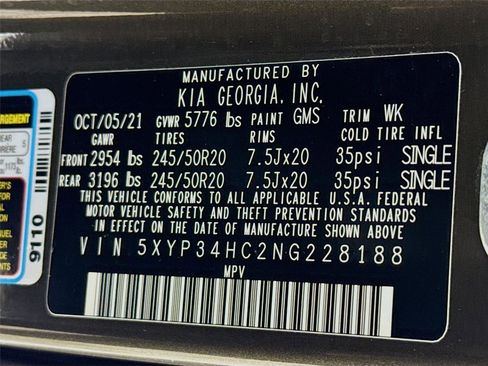 MANUFACTURED BY
KIA GEORGIA, INC.
OCT/05/21 GVWR 5776 lbs PAINT GMS TRIM WK
GAWR TIRES RIMS COLD TIRE INFL
FRONT 2954 lbs 245/50R20 7.5Jx20 35psi SINGLE
REAR 3196 lbs 245/50R20 7.5Jx20 35psi SINGLE
THIS VEHICLE CONFORMS TO ALL APPLICABLE U.S.A. FEDERAL
MOTOR VEHICLE SAFETY AND THEFT PREVENTION STANDARDS
IN EFFECT ON THE DATE OF MANUFACTURE SHOWN ABOVE
VIN 5XYP34HC2NG228188
MPV
EAR 5
9110